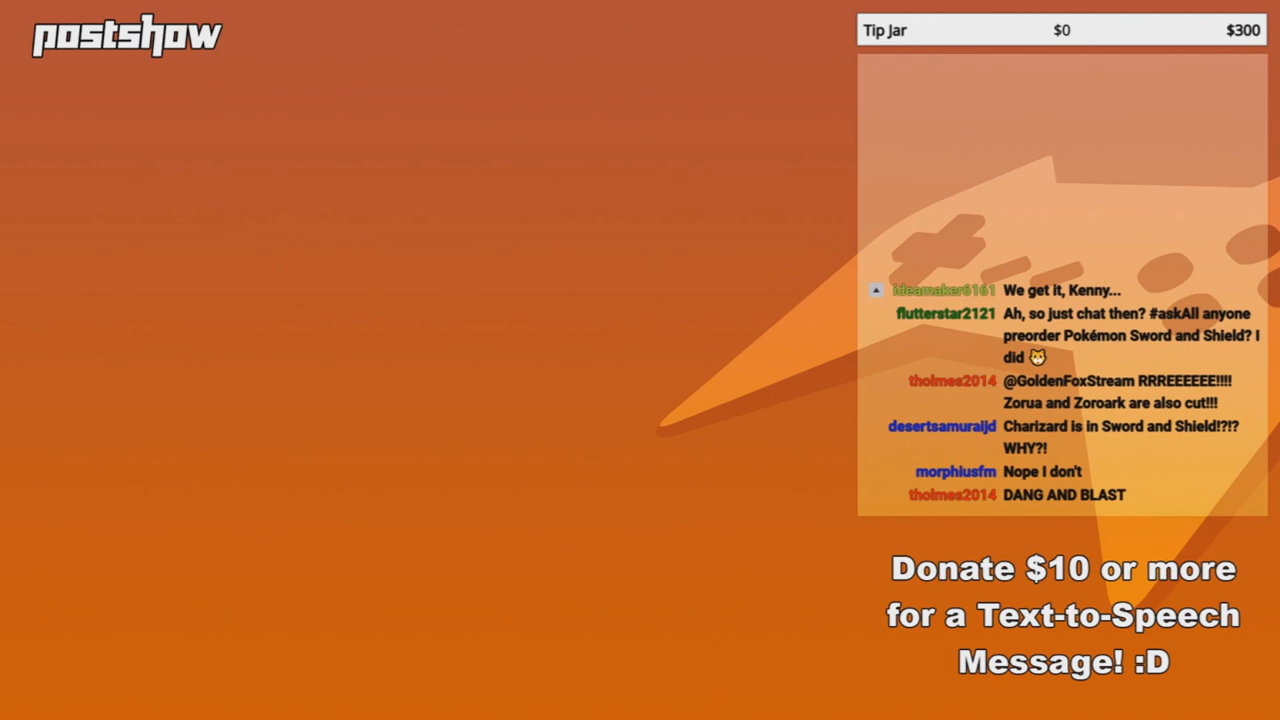 postshow
Tip Jar $0 $300
ideamaker6161 We get it, Kenny...
flutterstar2121 Ah, so just chat then? #askAll anyone
preorder Pokémon Sword and Shield? I
did
tholmes2014 @GoldenFoxStream RRREEEEEE!!!!
Zorua and Zoroark are also cut!!!
desertsamuraijd Charizard is in Sword and Shield!?!?
WHY?!
morphiusfm Nope I don't
tholmes2014 DANG AND BLAST
Donate $10 or more
for a Text-to-Speech
Message! :D